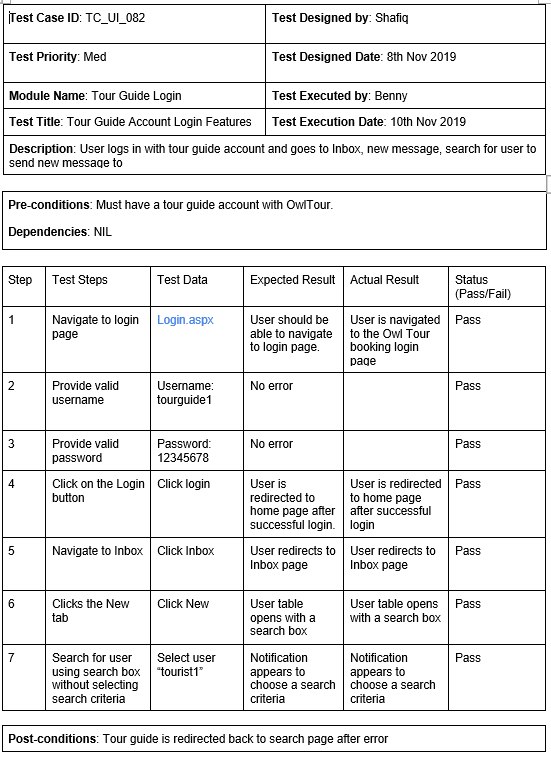 Test Case ID: TC_UI_082
Test Designed by: Shafiq
Test Priority: Med
Test Designed Date: 8th Nov 2019
Module Name: Tour Guide Login
Test Executed by: Benny
Test Title: Tour Guide Account Login Features
Test Execution Date: 10th Nov 2019
Description: User logs in with tour guide account and goes to Inbox, new message, search for user to
send new message to
Pre-conditions: Must have a tour guide account with OwlTour.
Dependencies: NIL
Step
Test Steps
Test Data
Expected Result
Actual Result
Status
(Pass/Fail)
1
Navigate to login
page
Login.aspx
User should be
able to navigate
to login page.
User is navigated
to the Owl Tour
booking login
page
Pass
2
Provide valid
username
Username:
tourguide1
No error
Pass
3
Provide valid
password
Password:
12345678
No error
Pass
4
Click on the Login
button
Click login
User is
redirected to
home page after
successful login.
User is redirected
to home page
after successful
login
Pass
5
Navigate to Inbox
Click Inbox
User redirects to
Inbox page
User redirects to
Inbox page
Pass
6
Clicks the New
tab
Click New
User table
opens with a
search box
User table opens
with a search box
Pass
7
Search for user
using search box
without selecting
search criteria
Select user
“tourist1”
Notification
appears to
choose a search
criteria
Notification
appears to
choose a search
criteria
Pass
Post-conditions: Tour guide is redirected back to search page after error